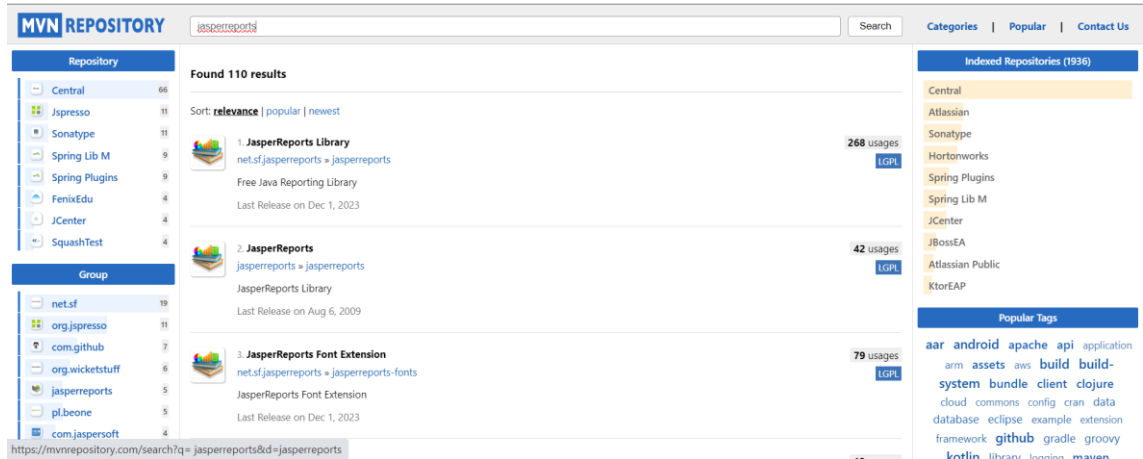 MVN REPOSITORY
jasperreports
Search
Categories | Popular | Contact Us
Repository
Central 66
Jspresso 11
Sonatype 11
Spring Lib M 9
Spring Plugins 9
FenixEdu 4
JCenter 4
SquashTest 4
Group
net.sf 19
org.jspresso 11
com.github 7
org.wicketstuff 6
jasperreports 5
pl.beone 5
com.jaspersoft 4
https://mvnrepository.com/search?q= jasperreports&d=jasperreports
Found 110 results
Sort: relevance | popular | newest
1. JasperReports Library
268 usages
net.sf.jasperreports » jasperreports
LGPL
Free Java Reporting Library
Last Release on Dec 1, 2023
2. JasperReports
42 usages
jasperreports » jasperreports
LGPL
JasperReports Library
Last Release on Aug 6, 2009
3. JasperReports Font Extension
79 usages
net.sf.jasperreports » jasperreports-fonts
LGPL
JasperReports Font Extension
Last Release on Dec 1, 2023
Indexed Repositories (1936)
Central
Atlassian
Sonatype
Hortonworks
Spring Plugins
Spring Lib M
JCenter
JBossEA
Atlassian Public
KtorEAP
Popular Tags
aar android apache api application
arm assets aws build build-
system bundle client clojure
cloud commons config cran data
database eclipse example extension
framework github gradle groovy
kotlin library logging maven